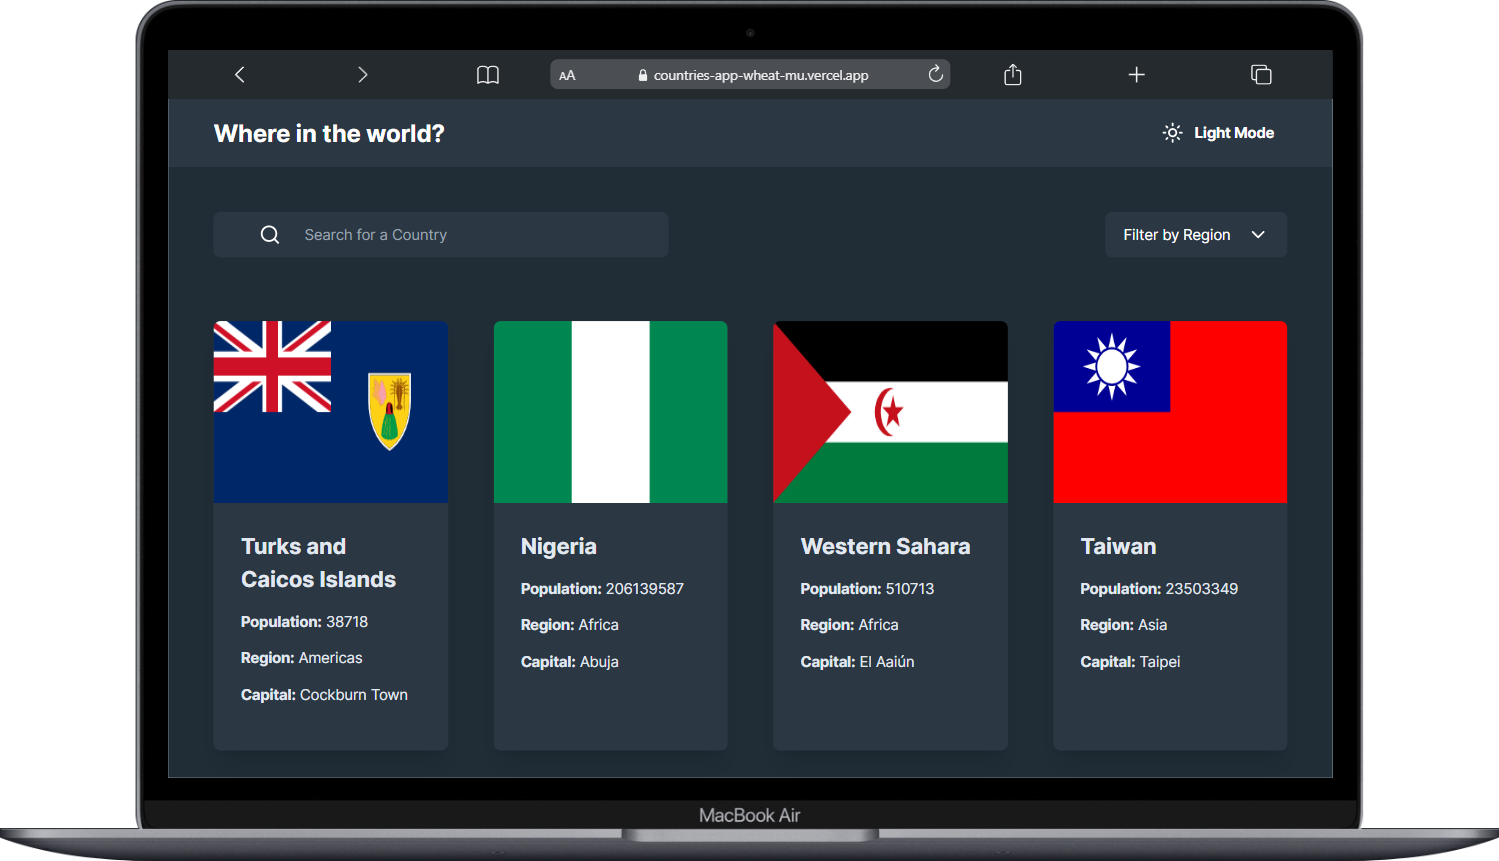 AA
countries-app-wheat-mu.vercel.app
Where in the world?
Light Mode
Search for a Country
Filter by Region
Turks and
Caicos Islands
Population: 38718
Region: Americas
Capital: Cockburn Town
Nigeria
Population: 206139587
Region: Africa
Capital: Abuja
Western Sahara
Population: 510713
Region: Africa
Capital: El Aaiún
Taiwan
Population: 23503349
Region: Asia
Capital: Taipei
MacBook Air